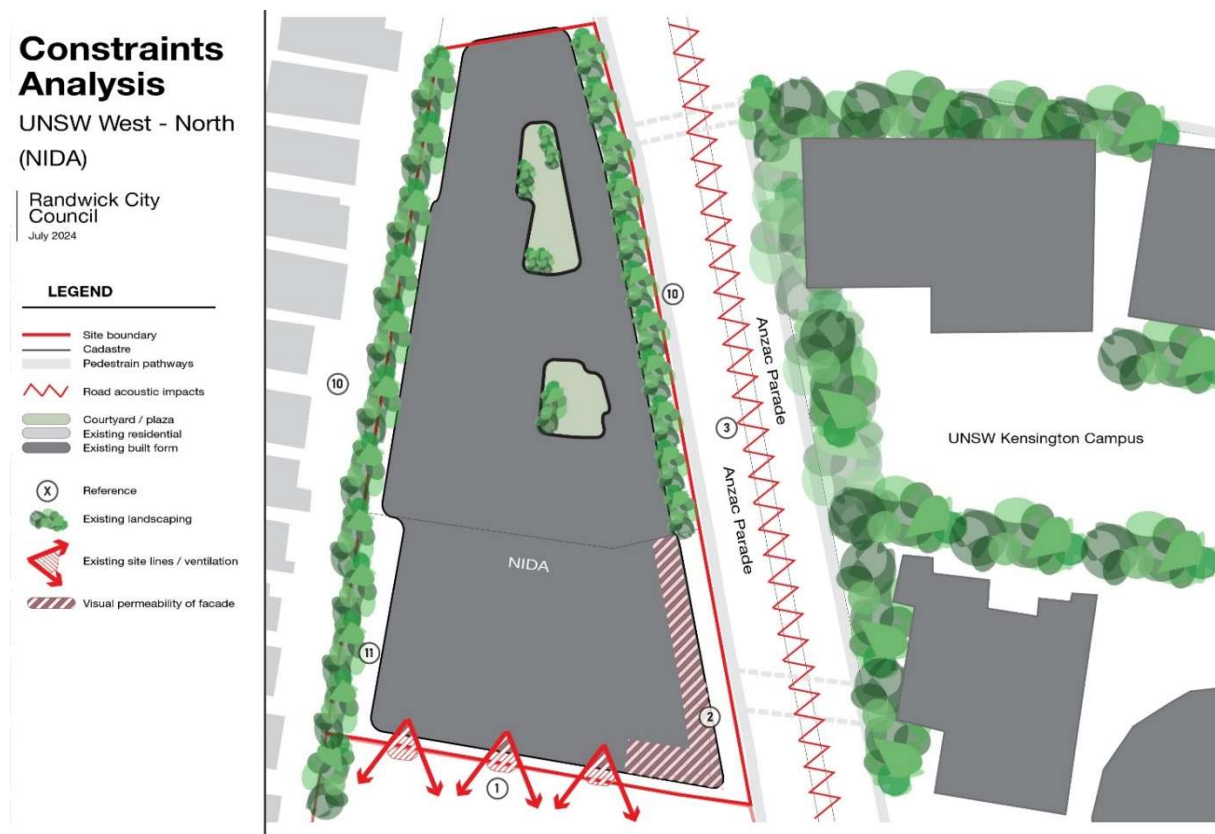 Constraints
Analysis
UNSW West - North
(NIDA)
Randwick City
Council
July 2024
LEGEND
Site boundary
Cadastre
Pedestrain pathways
Road acoustic impacts
Courtyard / plaza
Existing residential
Existing built form
X
Reference
Existing landscaping
Existing site lines / ventilation
Visual permeability of facade
10
10
3
Anzac Parade
Anzac Parade
UNSW Kensington Campus
NIDA
11
2
1